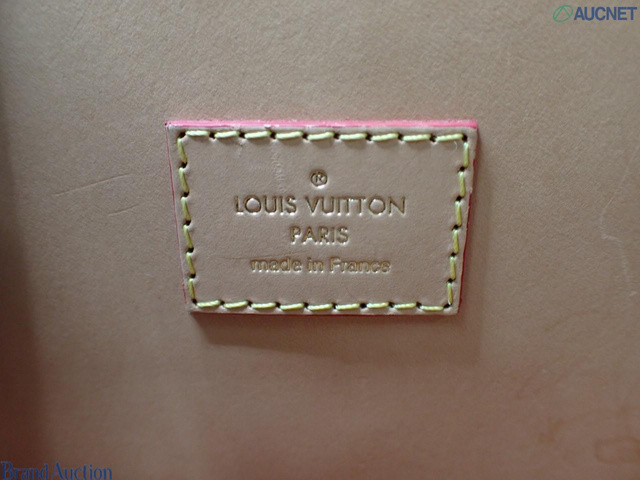 AUCNET
®
LOUIS VUITTON
PARIS
made in France
Brand Auction